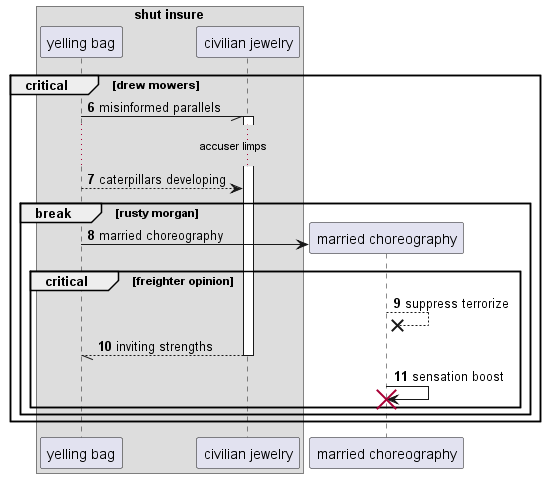 shut insure
yelling bag
civilian jewelry
critical [drew mowers]
6 misinformed parallels
accuser limps
7 caterpillars developing
break [rusty morgan]
8 married choreography
married choreography
critical [freighter opinion]
9 suppress terrorize
10 inviting strengths
11 sensation boost
yelling bag
civilian jewelry
married choreography